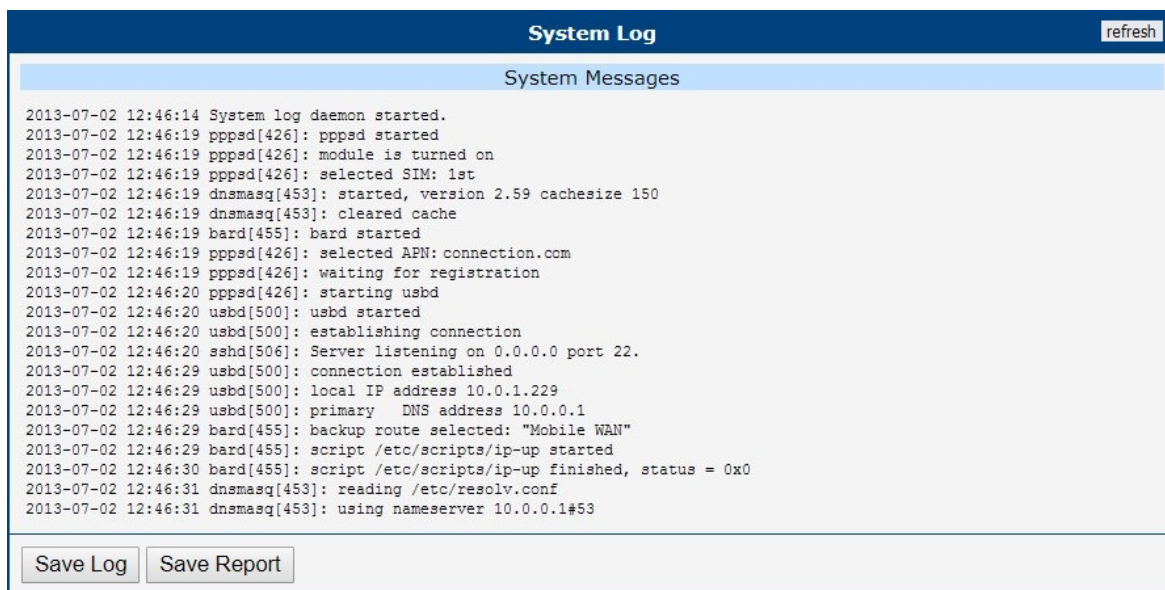 System Log
refresh
System Messages
2013-07-02 12:46:14 System log daemon started.
2013-07-02 12:46:19 pppsd[426]: pppsd started
2013-07-02 12:46:19 pppsd[426]: module is turned on
2013-07-02 12:46:19 pppsd[426]: selected SIM: 1st
2013-07-02 12:46:19 dnsmasq[453]: started, version 2.59 cachesize 150
2013-07-02 12:46:19 dnsmasq[453]: cleared cache
2013-07-02 12:46:19 bard[455]: bard started
2013-07-02 12:46:19 pppsd[426]: selected APN: connection.com
2013-07-02 12:46:19 pppsd[426]: waiting for registration
2013-07-02 12:46:20 pppsd[426]: starting usbd
2013-07-02 12:46:20 usbd[500]: usbd started
2013-07-02 12:46:20 usbd[500]: establishing connection
2013-07-02 12:46:20 sshd[506]: Server listening on 0.0.0.0 port 22.
2013-07-02 12:46:29 usbd[500]: connection established
2013-07-02 12:46:29 usbd[500]: local IP address 10.0.1.229
2013-07-02 12:46:29 usbd[500]: primary   DNS address 10.0.0.1
2013-07-02 12:46:29 bard[455]: backup route selected: "Mobile WAN"
2013-07-02 12:46:29 bard[455]: script /etc/scripts/ip-up started
2013-07-02 12:46:30 bard[455]: script /etc/scripts/ip-up finished, status = 0x0
2013-07-02 12:46:31 dnsmasq[453]: reading /etc/resolv.conf
2013-07-02 12:46:31 dnsmasq[453]: using nameserver 10.0.0.1#53
Save Log
Save Report